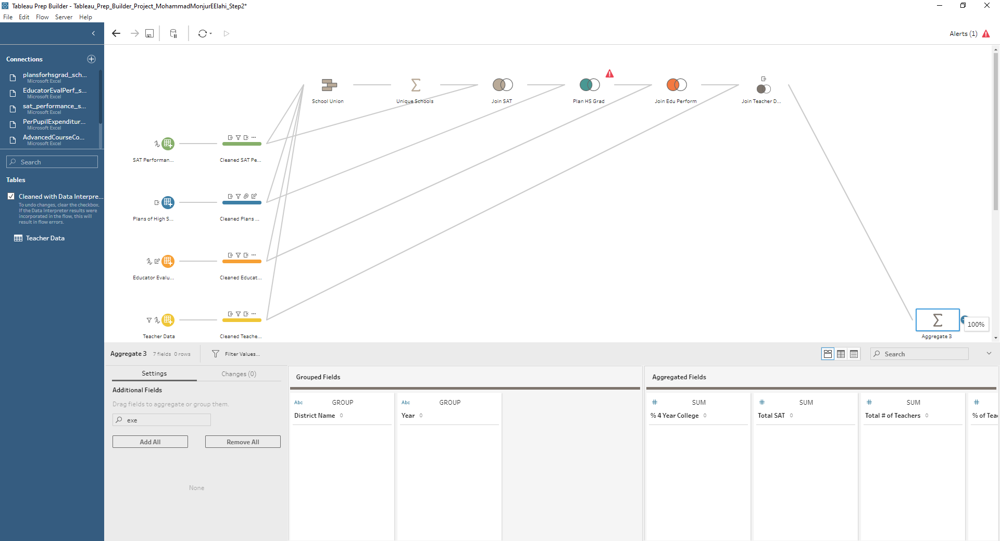 Tableau Prep Builder - Tableau_Prep_Builder_Project_MohammadMonjurEElahi_Step2*
File Edit Flow Server Help
Alerts (1)
Connections
plansforhsgrad_sch...
Microsoft Excel
EducatorEvalPerf_s...
Microsoft Excel
sat_performance_s...
Microsoft Excel
PerPupilExpenditur...
Microsoft Excel
AdvancedCourseCo...
Microsoft Excel
Search
Tables
Cleaned with Data Interpre...
To undo changes, clear the checkbox.
If the Data Interpreter results were
incorporated in the flow, this will
result in flow errors.
Teacher Data
School Union
Unique Schools
Join SAT
Plan HS Grad
Join Edu Perform
Join Teacher D...
SAT Performan...
Cleaned SAT Pe...
Plans of High S...
Cleaned Plans ...
Educator Evalu...
Cleaned Educat...
Teacher Data
Cleaned Teache...
100%
Aggregate 3
Aggregate 3 7 fields 0 rows
Filter Values...
Search
Settings
Changes (0)
Additional Fields
Drag fields to aggregate or group them.
exe
Add All
Remove All
None
Grouped Fields
Abc GROUP
District Name 0
Abc GROUP
Year 0
Aggregated Fields
# SUM
% 4 Year College 0
# SUM
Total SAT 0
# SUM
Total # of Teachers 0
#
% of Teac